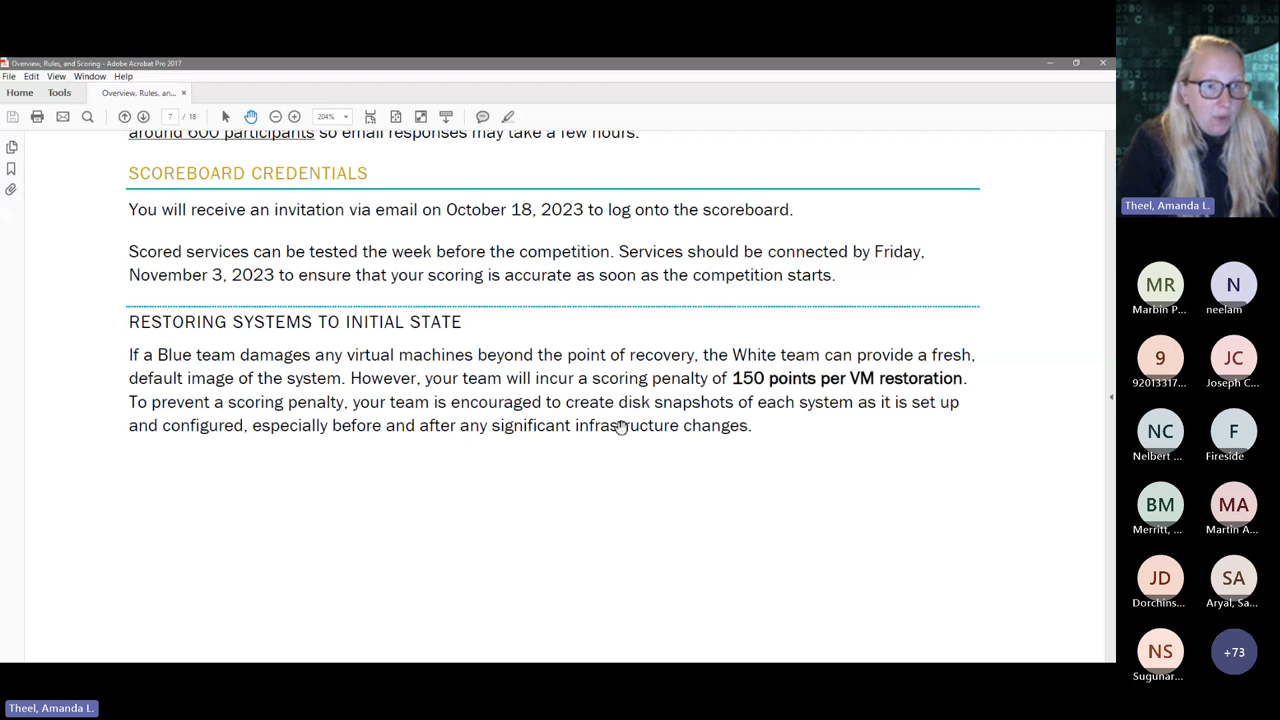 Overview, Rules, and Scoring - Adobe Acrobat Pro 2017
File Edit View Window Help
Home Tools Overview, Rules, an... ×
7 / 18 204%
around 600 participants so email responses may take a few hours.
SCOREBOARD CREDENTIALS
You will receive an invitation via email on October 18, 2023 to log onto the scoreboard.
Scored services can be tested the week before the competition. Services should be connected by Friday,
November 3, 2023 to ensure that your scoring is accurate as soon as the competition starts.
RESTORING SYSTEMS TO INITIAL STATE
If a Blue team damages any virtual machines beyond the point of recovery, the White team can provide a fresh,
default image of the system. However, your team will incur a scoring penalty of 150 points per VM restoration.
To prevent a scoring penalty, your team is encouraged to create disk snapshots of each system as it is set up
and configured, especially before and after any significant infrastructure changes.
Theel, Amanda L.
MR N
Marbin P... neelam
9 JC
92013317... Joseph C...
NC F
Nelbert ... Fireside
BM MA
Merritt, ... Martin A...
JD SA
Dorchins... Aryal, Sa...
NS +73
Sugunar...
Theel, Amanda L.